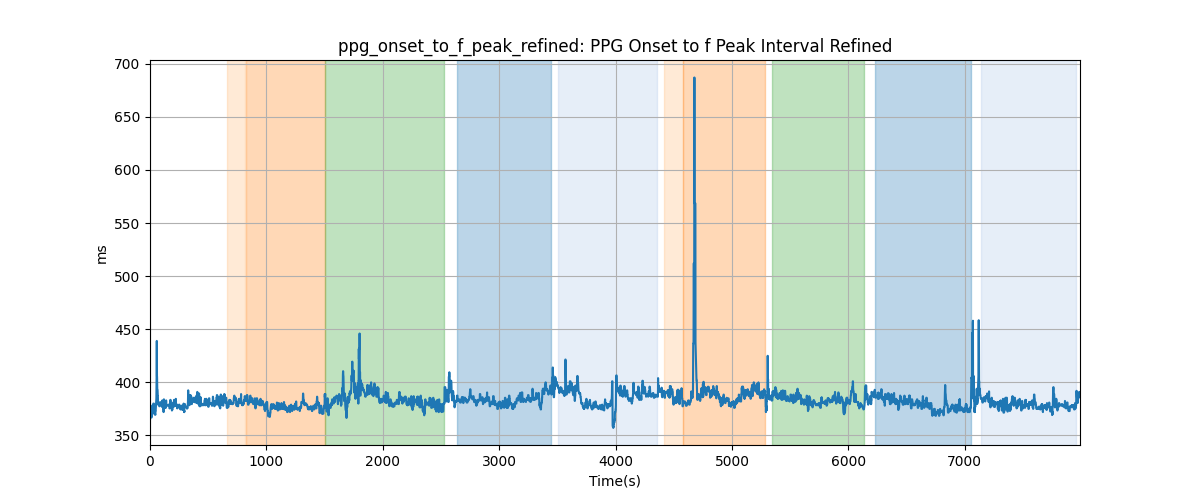 ppg_onset_to_f_peak_refined: PPG Onset to f Peak Interval Refined
700
650
600
550
500
450
400
350
ms
0 1000 2000 3000 4000 5000 6000 7000
Time(s)